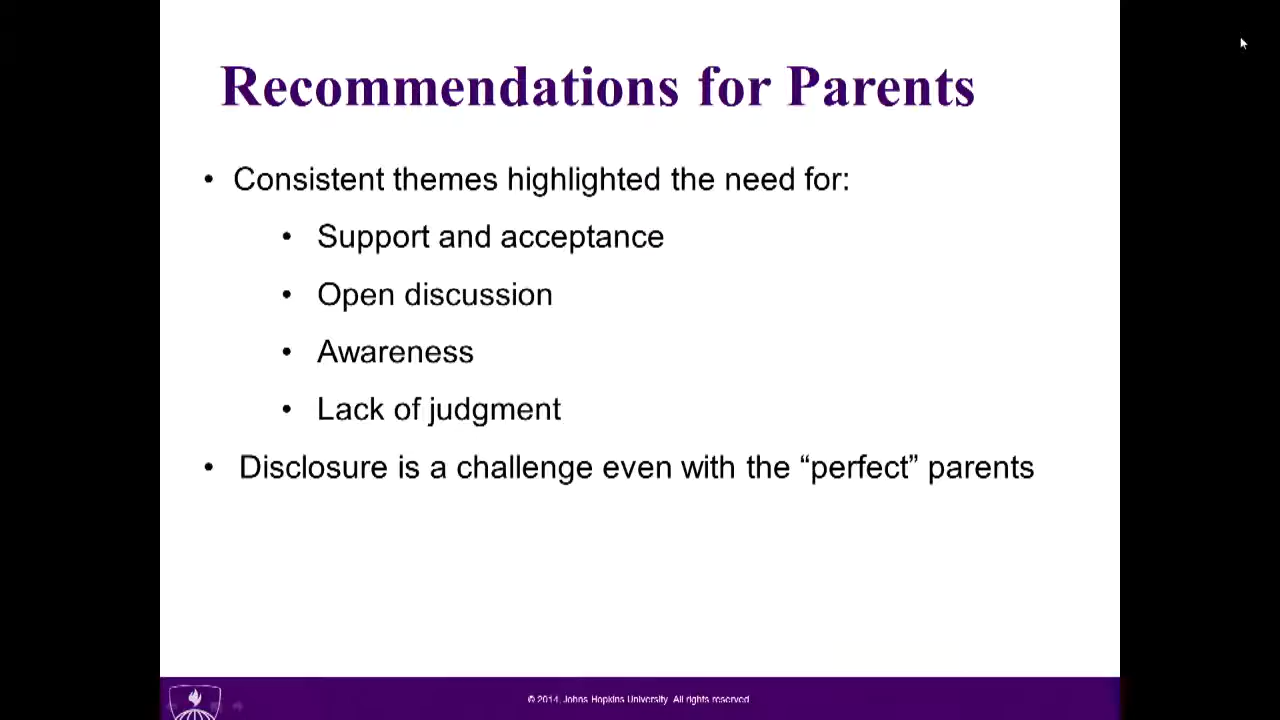 Recommendations for Parents
• Consistent themes highlighted the need for:
• Support and acceptance
• Open discussion
• Awareness
• Lack of judgment
• Disclosure is a challenge even with the “perfect” parents
© 2014, Johns Hopkins University. All rights reserved.